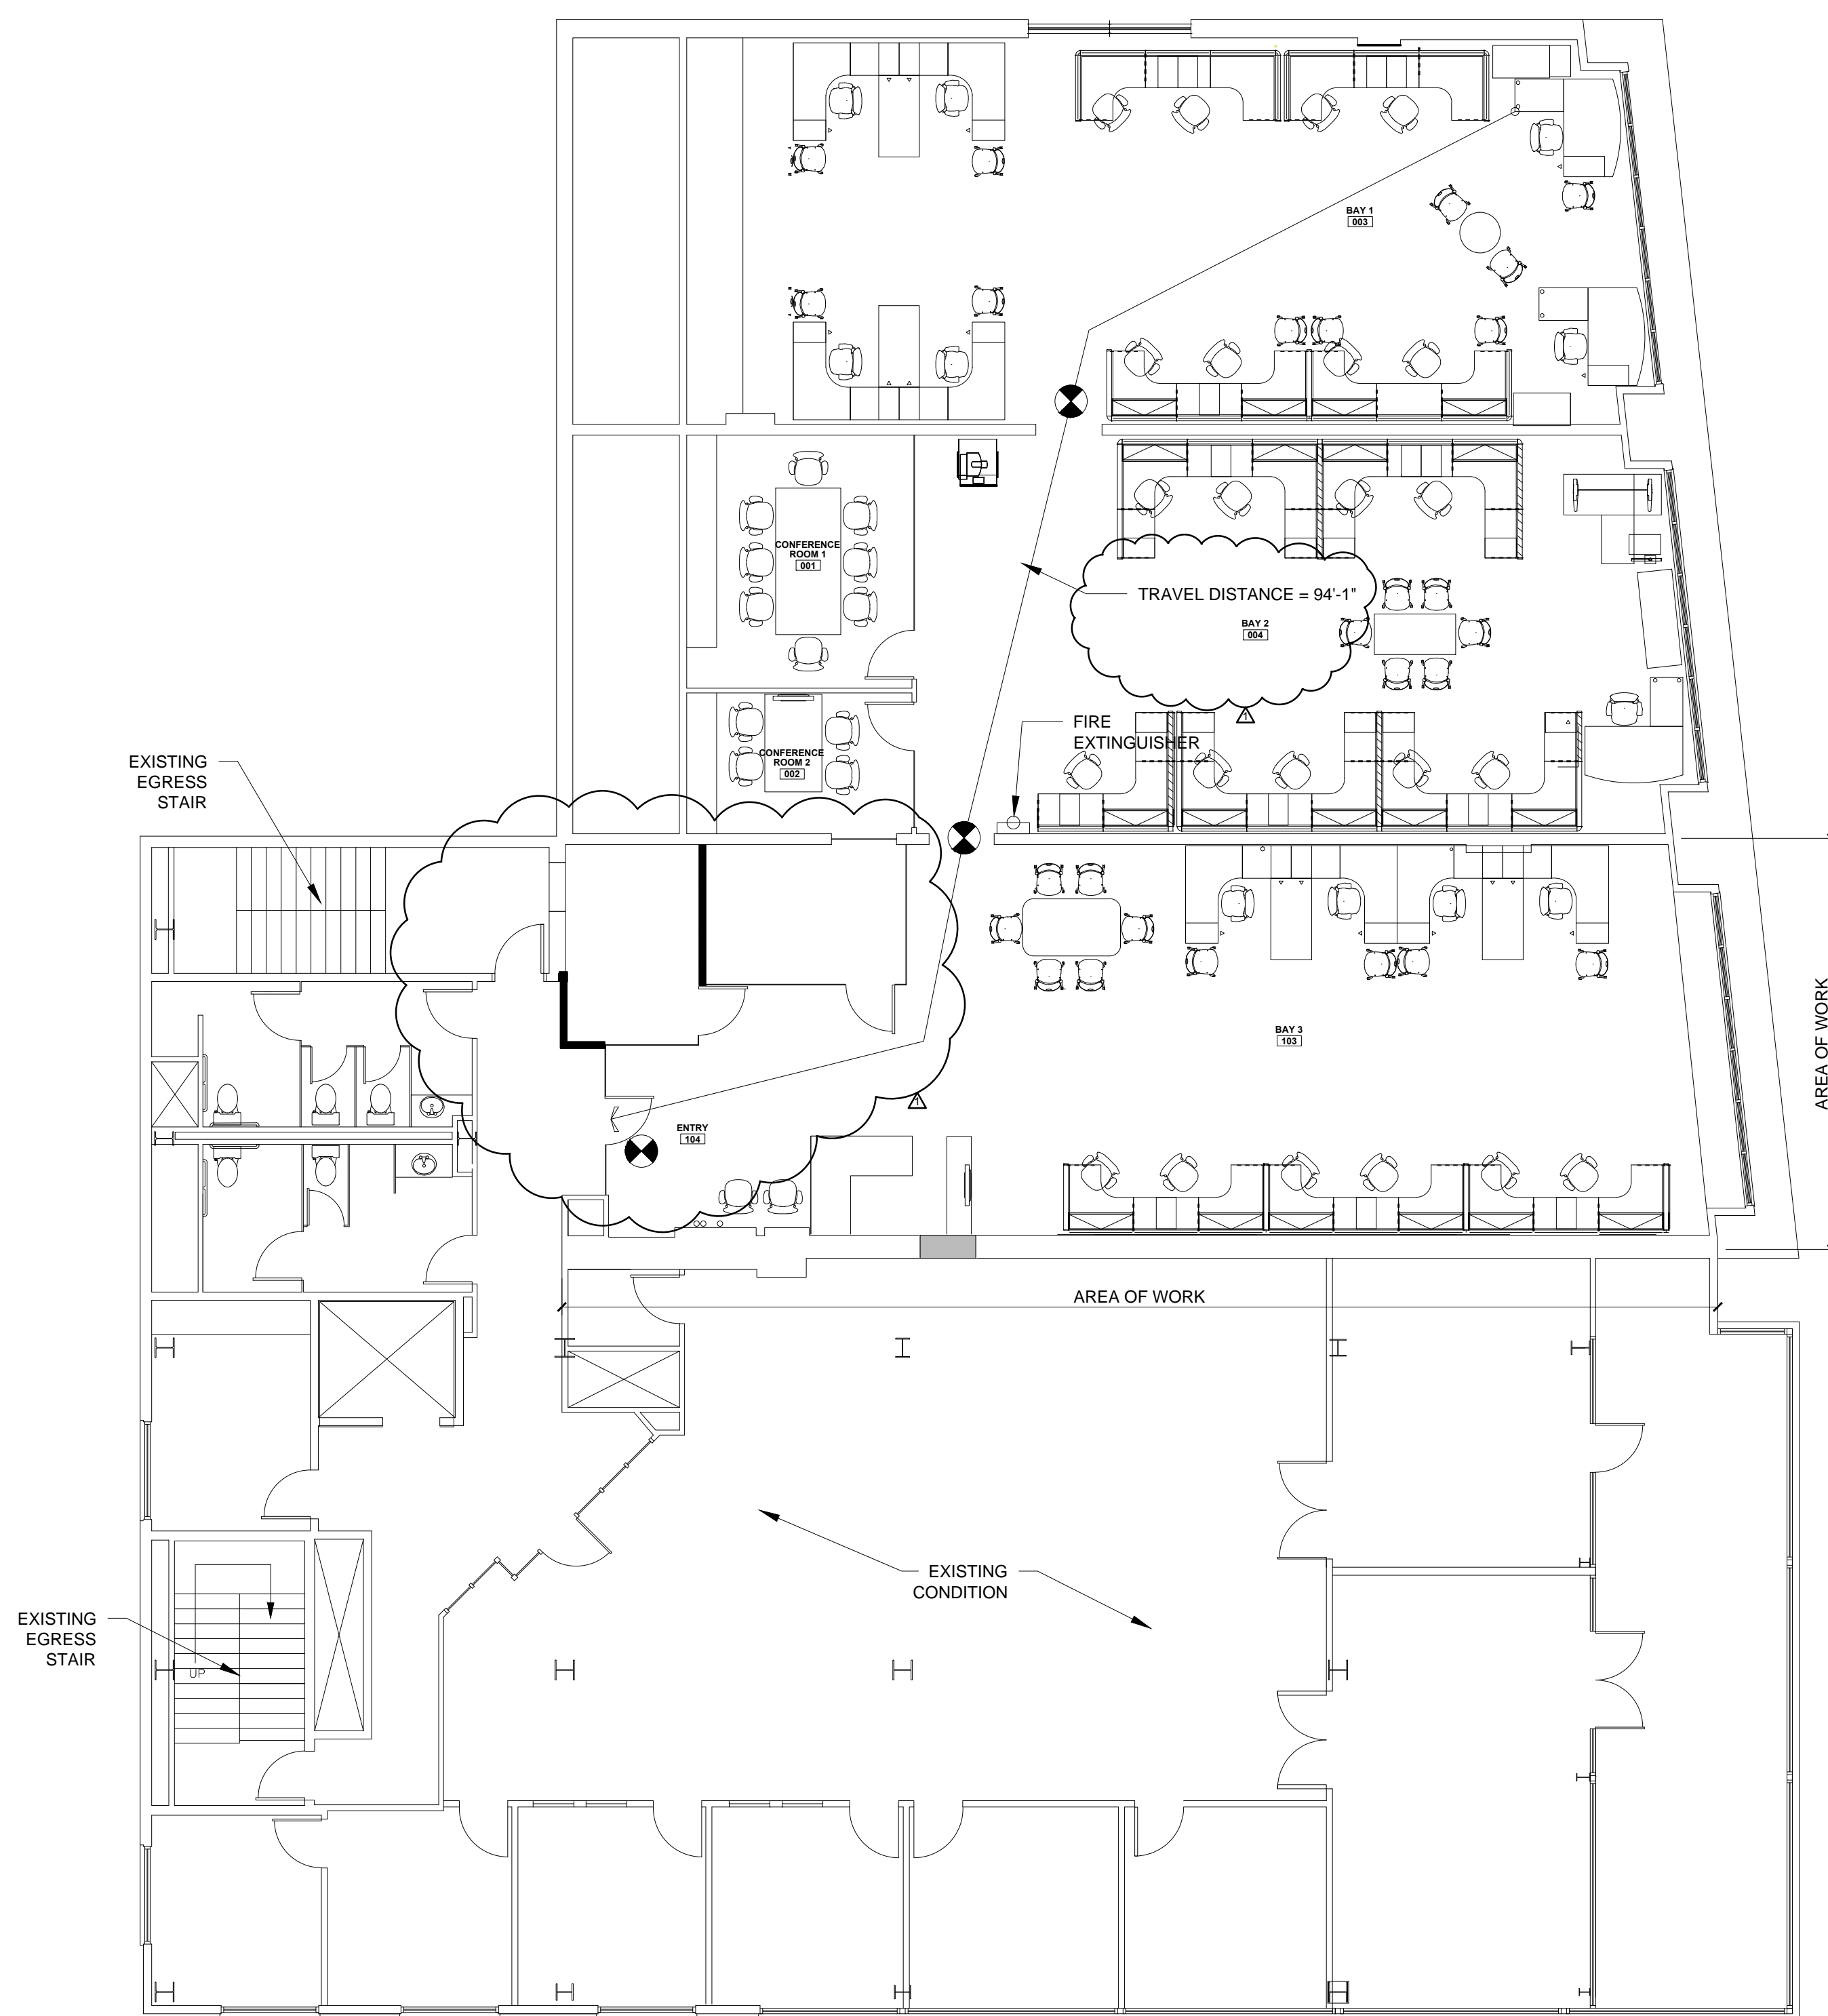 BAY 1
003
CONFERENCE
ROOM 1
001
TRAVEL DISTANCE = 94'-1"
BAY 2
004
1
FIRE
EXTINGUISHER
CONFERENCE
ROOM 2
002
EXISTING
EGRESS
STAIR
AREA OF WORK
BAY 3
103
1
ENTRY
104
AREA OF WORK
EXISTING
CONDITION
EXISTING
EGRESS
STAIR
UP